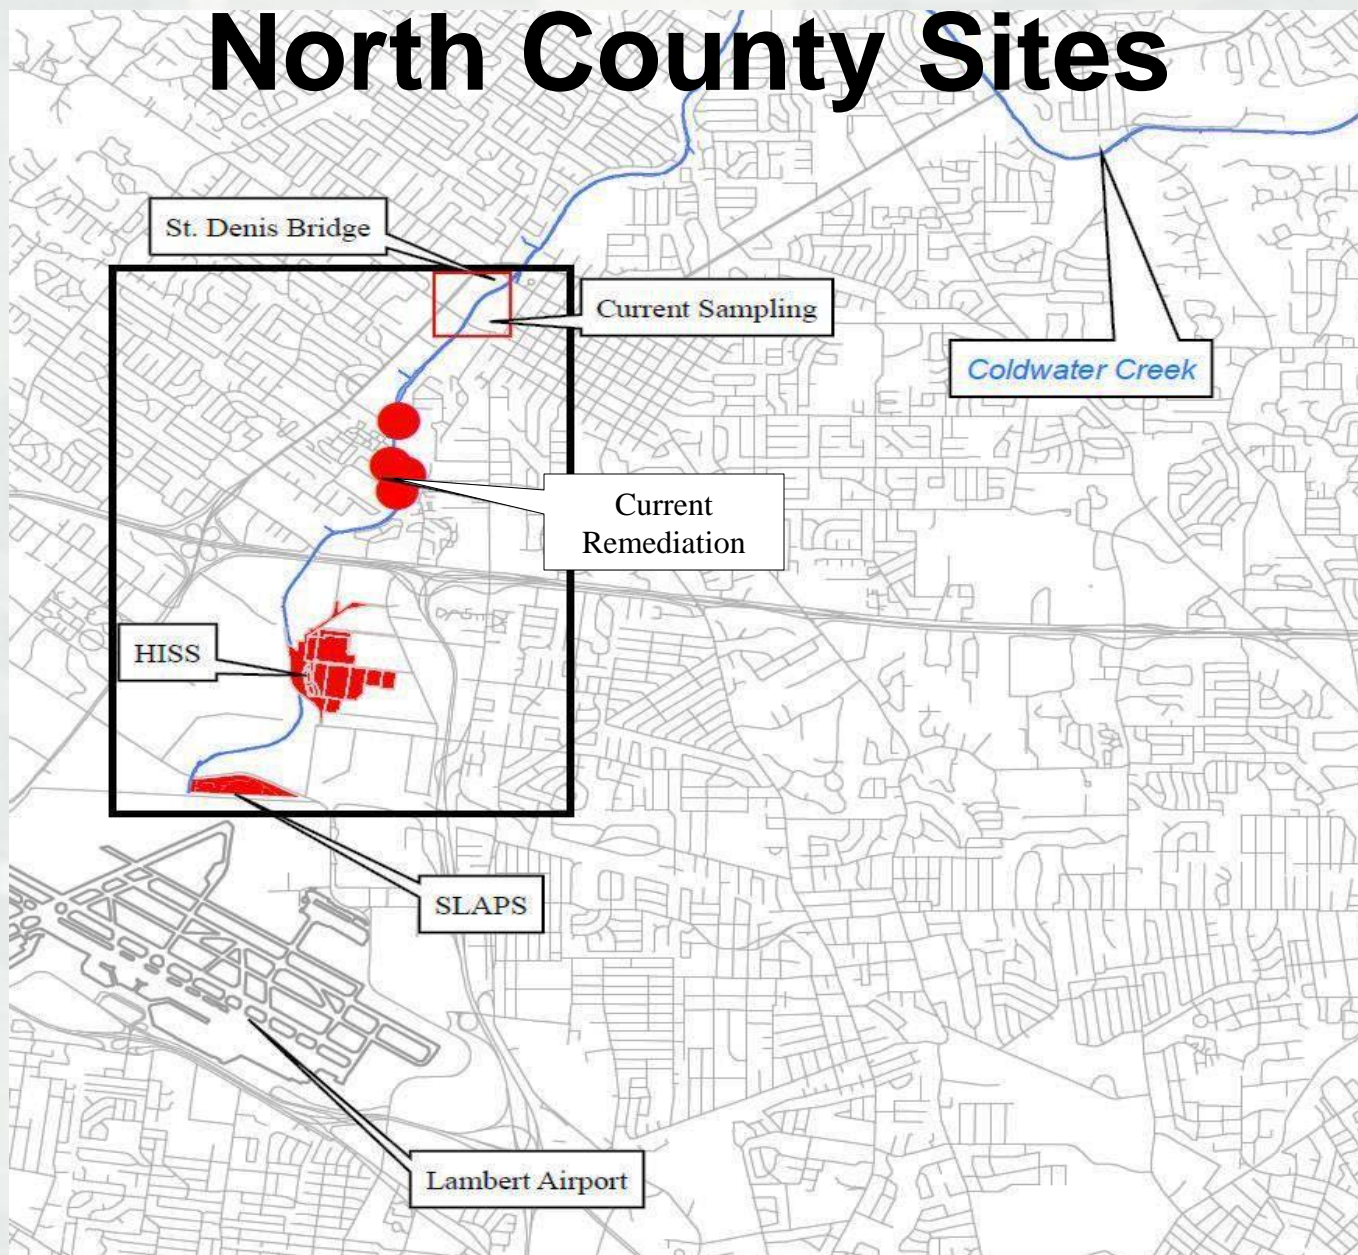 North County Sites
St. Denis Bridge
Current Sampling
Coldwater Creek
Current
Remediation
HISS
SLAPS
Lambert Airport